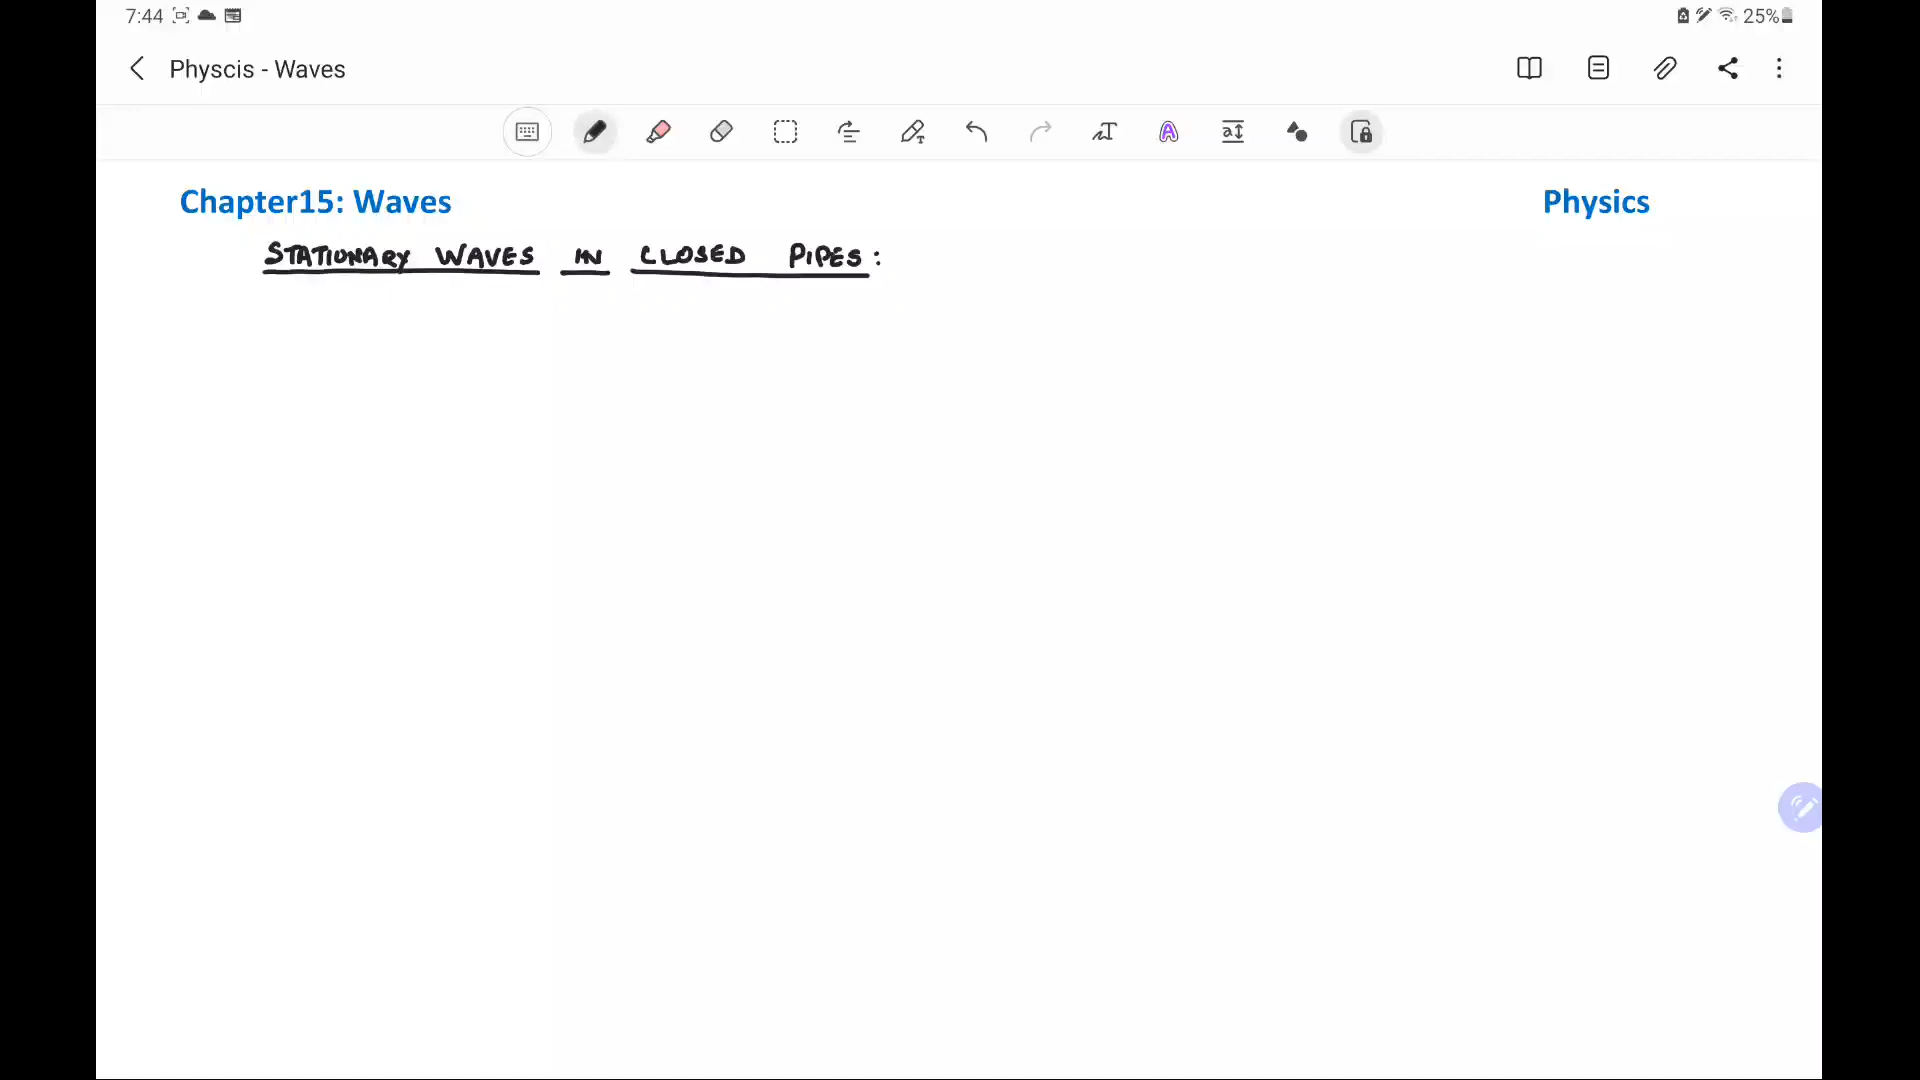 7:44 25%
Physcis - Waves
Chapter15: Waves Physics
STATIONARY WAVES IN CLOSED PIPES: